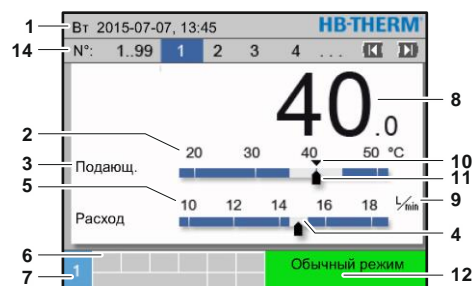 1 Вт 2015-07-07, 13:45 HB-THERM
14 N°: 1..99 1 2 3 4 ...
40.0 8
2 20 30 40 50 °C 10
3 Подающ. 11
5 10 12 14 16 18 L/min 9
Расход 4
6
7 1 Обычный режим 12